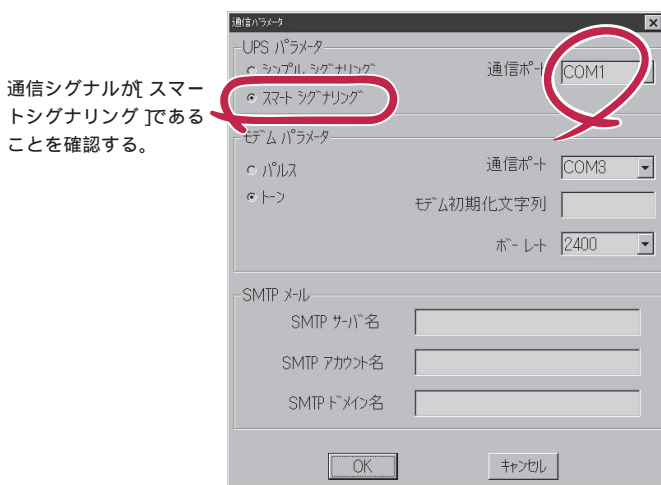 通信パラメータ
UPS パラメータ
シンプル シグナリング
通信ポート
COM1
スマート シグナリング
通信シグナルが[ スマー
トシグナリング ]である
ことを確認する。
モデム パラメータ
パルス
通信ポート
COM3
トーン
モデム初期化文字列
ボー レート
2400
SMTP メール
SMTP サーバ名
SMTP アカウント名
SMTP ドメイン名
OK
キャンセル